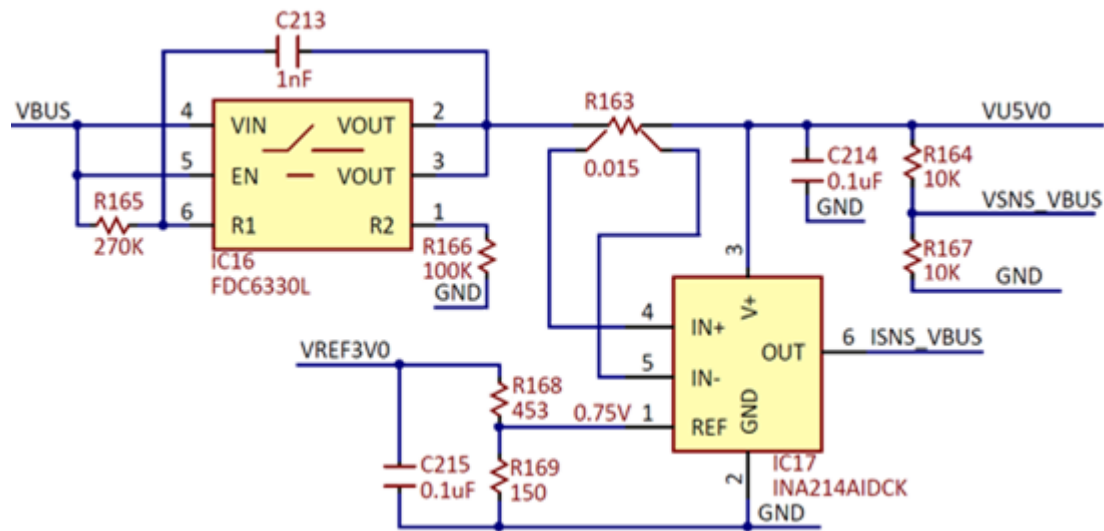 C213
1nF
VBUS
4
VIN
VOUT
2
5
EN
VOUT
3
R165
270K
6
R1
R2
1
IC16
FDC6330L
R166
100K
GND
R163
0.015
VU5V0
C214
0.1uF
GND
R164
10K
VSNS_VBUS
R167
10K
GND
3
V+
4
IN+
OUT
6
ISNS_VBUS
5
IN-
VREF3V0
R168
453
0.75V
1
REF
GND
2
IC17
INA214AIDCK
C215
0.1uF
R169
150
GND